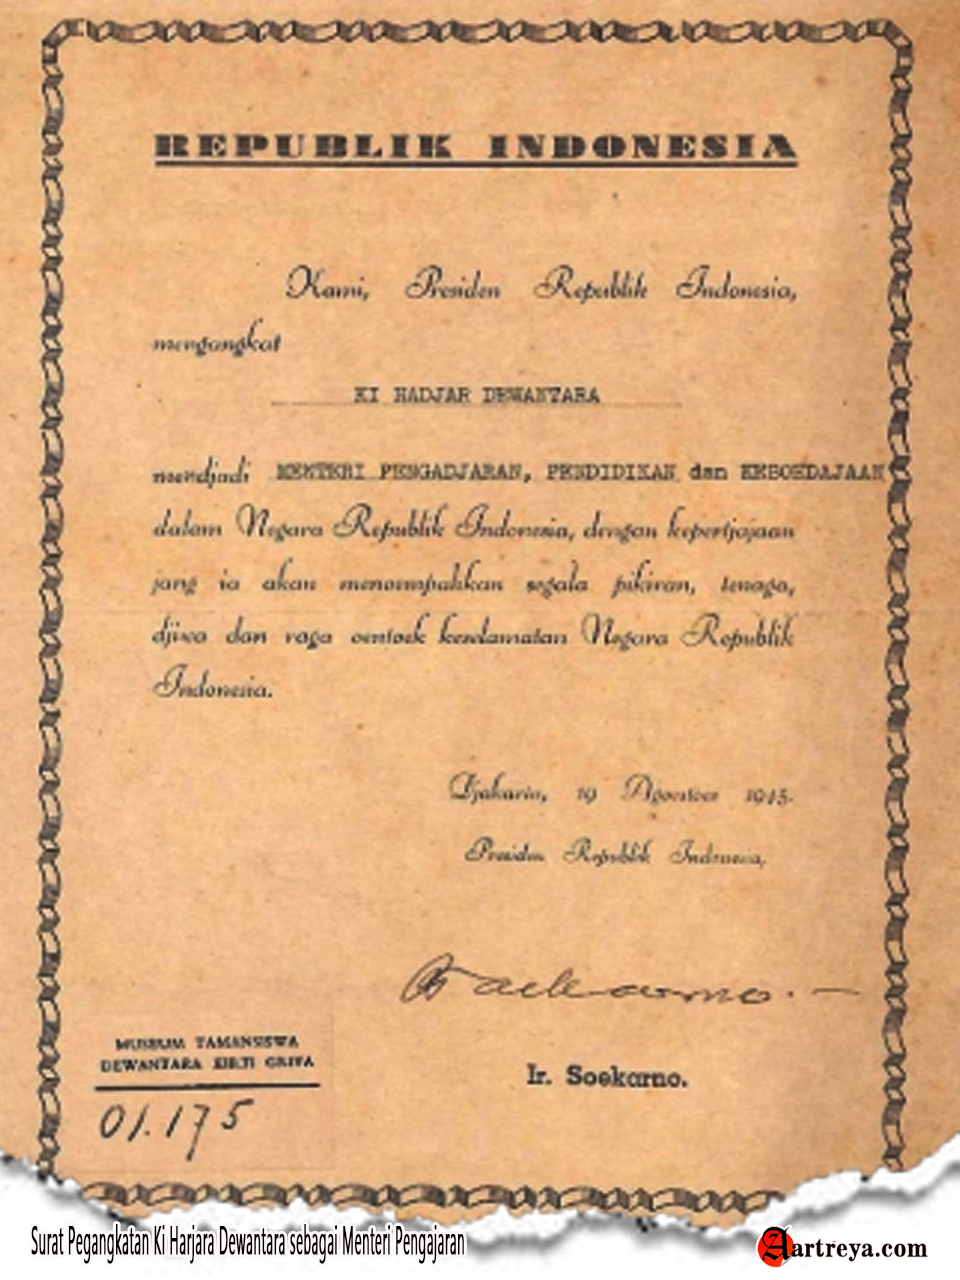 REPUBLIK INDONESIA
Kami, Presiden Republik Indonesia,
mengangkat
KI HADJAR DEWANTARA
mendjadi MENTERI PENGADJARAN, PENDIDIKAN dan KEBOEDAJAAN
dalam Negara Republik Indonesia, dengan kepertjajaan
jang ia akan menoempahkan segala pikiran, tenaga,
djiwa dan raga oentoek keselamatan Negara Republik
Indonesia.
Djakarta, 19 Agoestoes 1945.
Presiden Republik Indonesia,
Soekarno.-
Ir. Soekarno.
MUSEUM TAMANSISWA
DEWANTARA KIRTI GRIYA
01.175
Surat Pegangkatan Ki Harjara Dewantara sebagai Menteri Pengajaran
Aartreya.com